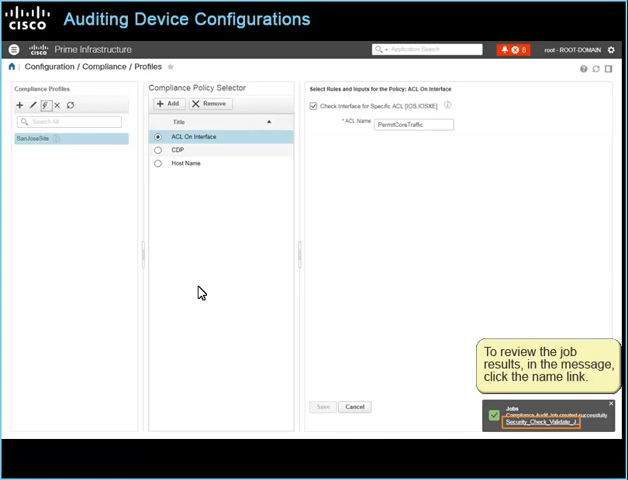 CISCO
Auditing Device Configurations
CISCO
Prime Infrastructure
Application Search
8
root - ROOT-DOMAIN
Configuration / Compliance / Profiles
Compliance Profiles
Search All
SanJoseSite
Compliance Policy Selector
Add
Remove
Title
ACL On Interface
CDP
Host Name
Select Rules and Inputs for the Policy: ACL On Interface
Check Interface for Specific ACL [IOS,IOSXE]
* ACL Name
PermitCoreTraffic
To review the job
results, in the message,
click the name link.
Save
Cancel
Jobs
Compliance Audit Job created successfully.
Security_Check_Validate_J...